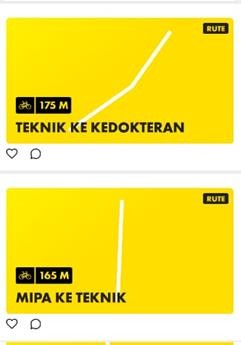 RUTE
175 M
TEKNIK KE KEDOKTERAN
RUTE
165 M
MIPA KE TEKNIK